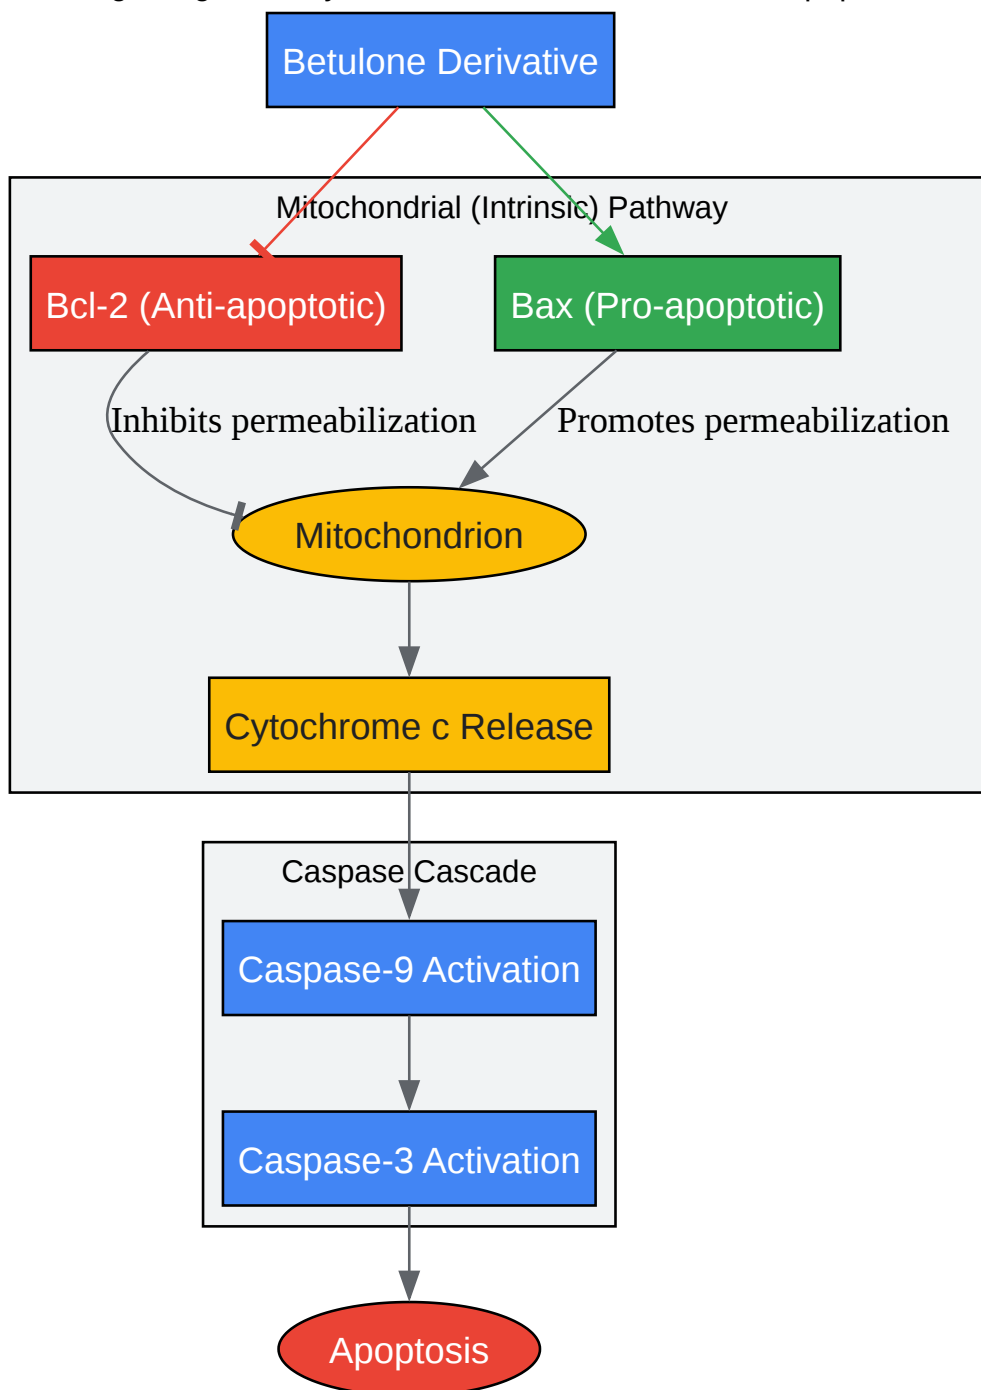 Betulone Derivative
Mitochondrial (Intrinsic) Pathway
Bcl-2 (Anti-apoptotic)
Bax (Pro-apoptotic)
Inhibits permeabilization
Promotes permeabilization
Mitochondrion
Cytochrome c Release
Caspase Cascade
Caspase-9 Activation
Caspase-3 Activation
Apoptosis